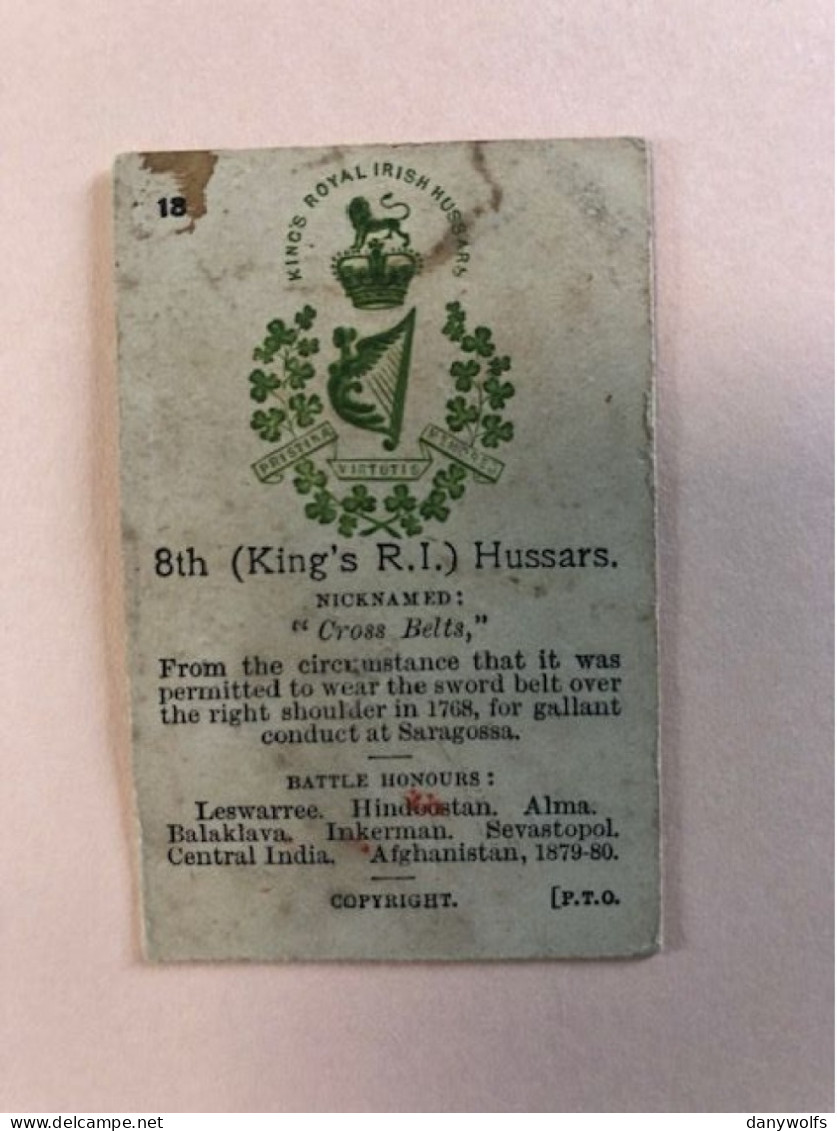 18
KING'S ROYAL IRISH HUSSARS
PRISTINÆ
VIRTUTIS
MEMORES
8th (King's R.I.) Hussars.
NICKNAMED:
"Cross Belts,"
From the circumstance that it was
permitted to wear the sword belt over
the right shoulder in 1768, for gallant
conduct at Saragossa.
BATTLE HONOURS:
Leswarree. Hindoostan. Alma.
Balaklava. Inkerman. Sevastopol.
Central India. Afghanistan, 1879-80.
COPYRIGHT. [P.T.O.
delcampe.net
danywolfs